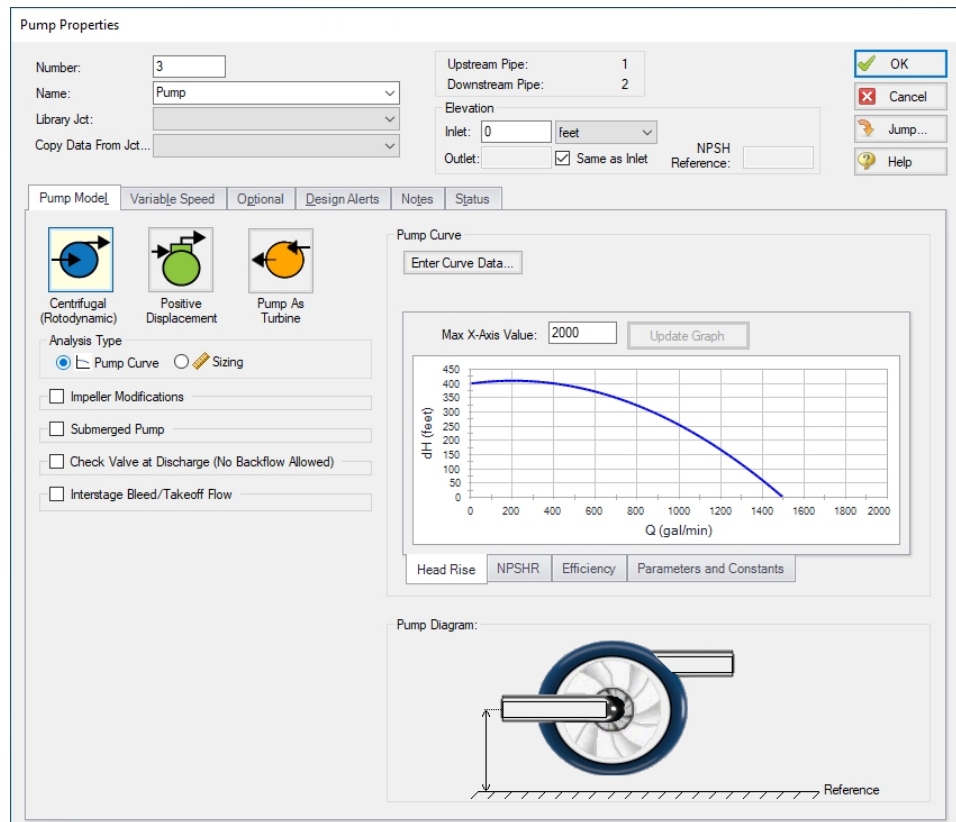 Pump Properties
Number: 3
Name: Pump
Library Jct:
Copy Data From Jct...
Upstream Pipe: 1
Downstream Pipe: 2
Elevation
Inlet: 0 feet
Outlet: Same as Inlet NPSH Reference:
OK
Cancel
Jump...
Help
Pump Model Variable Speed Optional Design Alerts Notes Status
Centrifugal (Rotodynamic)
Positive Displacement
Pump As Turbine
Analysis Type
Pump Curve Sizing
Impeller Modifications
Submerged Pump
Check Valve at Discharge (No Backflow Allowed)
Interstage Bleed/Takeoff Flow
Pump Curve
Enter Curve Data...
Max X-Axis Value: 2000 Update Graph
dH (feet)
450
400
350
300
250
200
150
100
50
0
0 200 400 600 800 1000 1200 1400 1600 1800 2000
Q (gal/min)
Head Rise NPSHR Efficiency Parameters and Constants
Pump Diagram:
Reference